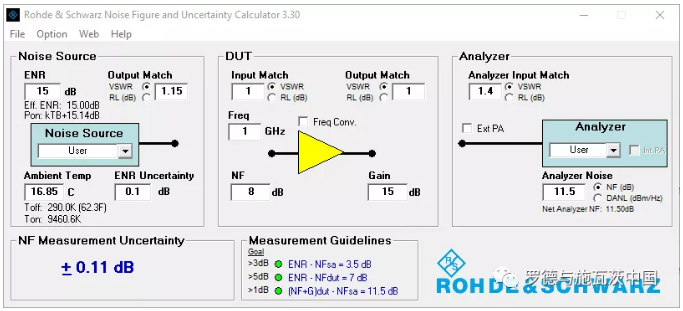 Rohde & Schwarz Noise Figure and Uncertainty Calculator 3.30
File Option Web Help
Noise Source
ENR
15 dB
Output Match
VSWR
RL (dB)
1.15
Eff. ENR: 15.00dB
Pon: kTB+15.14dB
Noise Source
User
Ambient Temp
16.85 C
ENR Uncertainty
0.1 dB
Toff: 290.0K (62.3F)
Ton: 9460.6K
DUT
Input Match
1
VSWR
RL (dB)
Output Match
VSWR
RL (dB)
1
Freq
1 GHz
Freq Conv.
NF
8 dB
Gain
15 dB
Analyzer
Analyzer Input Match
1.4
VSWR
RL (dB)
Ext PA
Analyzer
User
Int PA
Analyzer Noise
11.5
NF (dB)
DANL (dBm/Hz)
Net Analyzer NF: 11.50dB
NF Measurement Uncertainty
± 0.11 dB
Measurement Guidelines
Goal
>3dB ENR - NFsa = 3.5 dB
>5dB ENR - NFdut = 7 dB
>1dB (NF+G)dut - NFsa = 11.5 dB
R S
ROHDE & SCHWARZ
罗德与施瓦茨中国